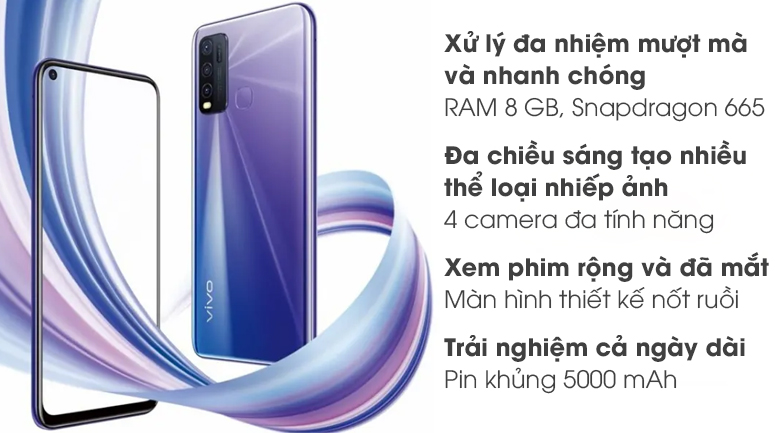 vivo
Xử lý đa nhiệm mượt mà
và nhanh chóng
RAM 8 GB, Snapdragon 665
Đa chiều sáng tạo nhiều
thể loại nhiếp ảnh
4 camera đa tính năng
Xem phim rộng và đã mắt
Màn hình thiết kế nốt ruồi
Trải nghiệm cả ngày dài
Pin khủng 5000 mAh